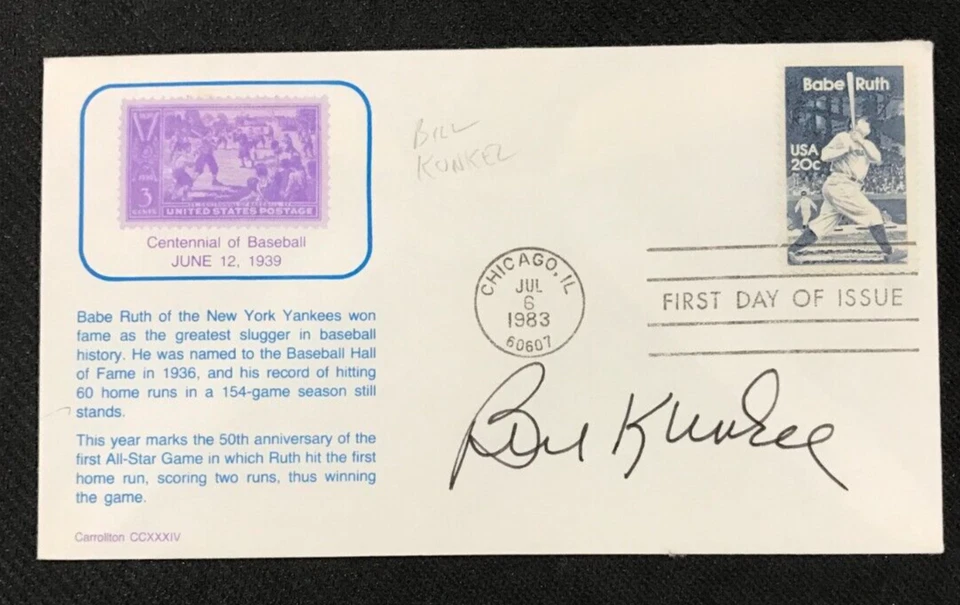 3
CENTS
UNITED STATES POSTAGE
Centennial of Baseball
JUNE 12, 1939
Babe Ruth of the New York Yankees won
fame as the greatest slugger in baseball
history. He was named to the Baseball Hall
of Fame in 1936, and his record of hitting
60 home runs in a 154-game season still
stands.
This year marks the 50th anniversary of the
first All-Star Game in which Ruth hit the first
home run, scoring two runs, thus winning
the game.
Carrollton CCXXXIV
BILL
KUNKEL
Babe Ruth
USA
20c
CHICAGO, IL
JUL
6
1983
60607
FIRST DAY OF ISSUE
Bill Kunkel